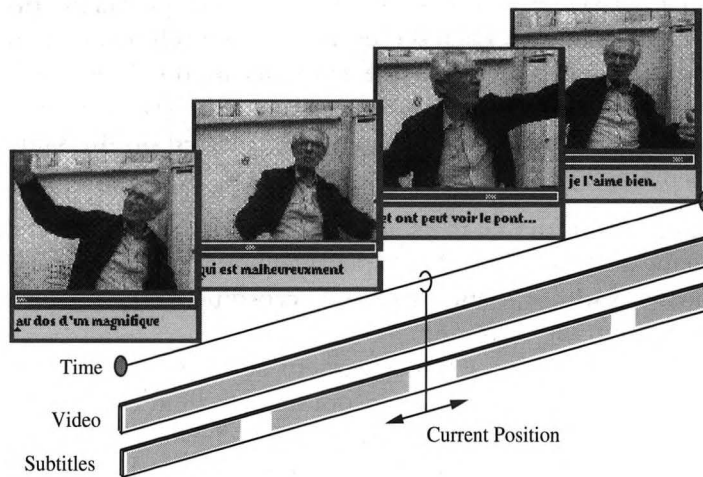 je l'aime bien.
et ont peut voir le pont...
qui est malheureuxment
au dos d'un magnifique
Time
Video
Current Position
Subtitles